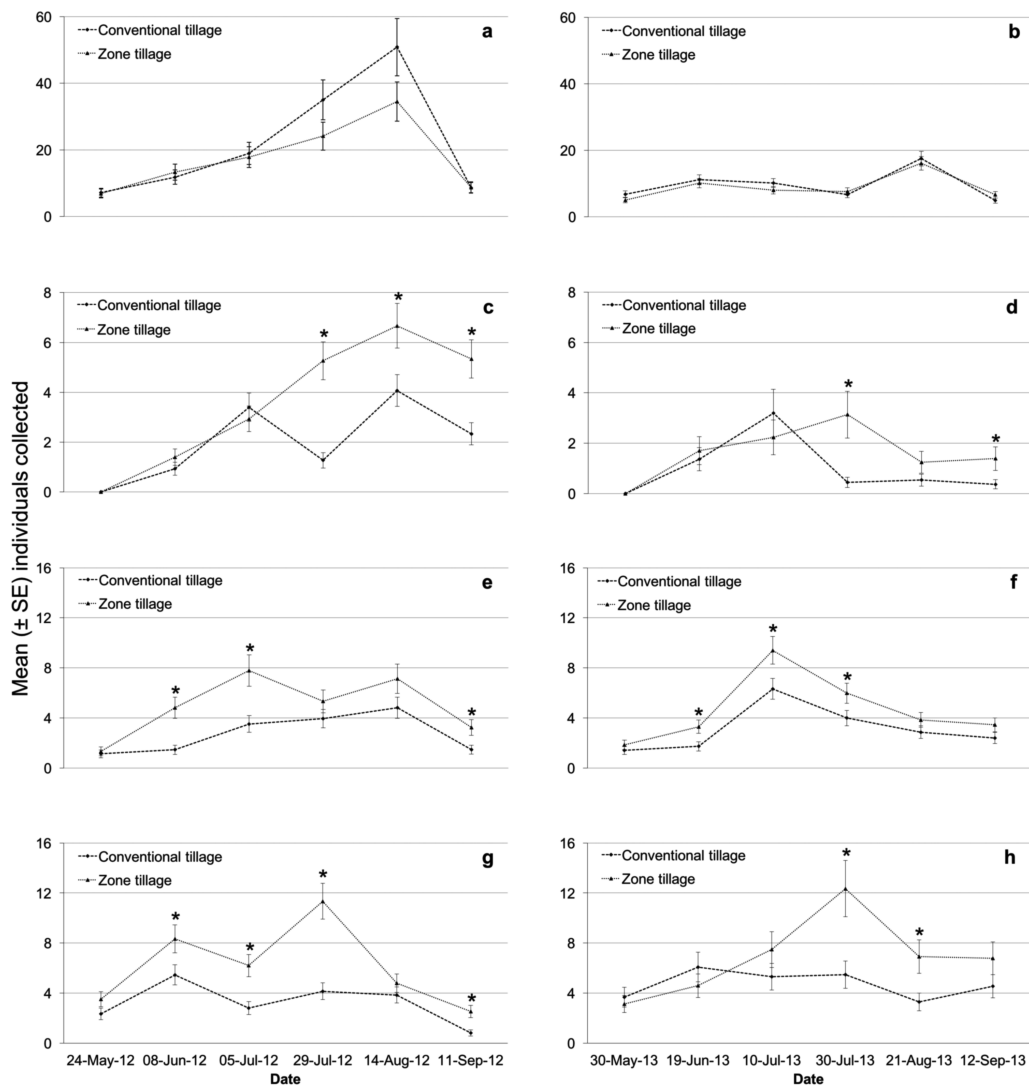 Mean (± SE) individuals collected
60
40
20
0
Conventional tillage
Zone tillage
a
60
40
20
0
Conventional tillage
Zone tillage
b
8
6
4
2
0
Conventional tillage
Zone tillage
c
*
*
*
8
6
4
2
0
Conventional tillage
Zone tillage
d
*
*
16
12
8
4
0
Conventional tillage
Zone tillage
e
*
*
*
16
12
8
4
0
Conventional tillage
Zone tillage
f
*
*
*
16
12
8
4
0
Conventional tillage
Zone tillage
g
*
*
*
*
24-May-12 08-Jun-12 05-Jul-12 29-Jul-12 14-Aug-12 11-Sep-12
Date
16
12
8
4
0
Conventional tillage
Zone tillage
h
*
*
30-May-13 19-Jun-13 10-Jul-13 30-Jul-13 21-Aug-13 12-Sep-13
Date